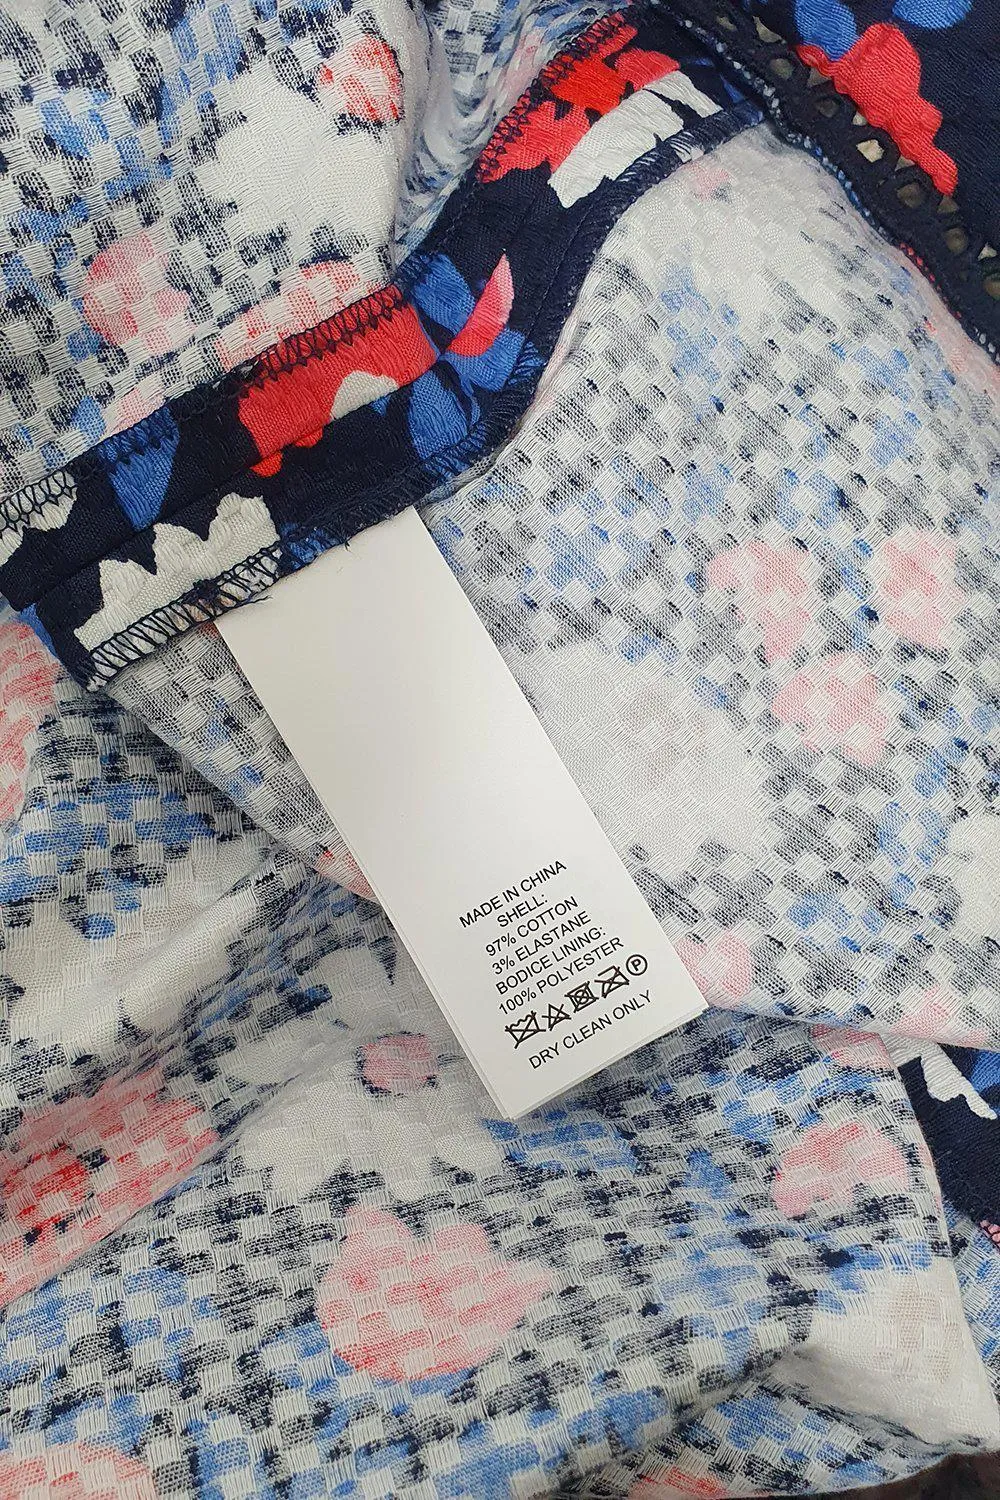 MADE IN CHINA
SHELL:
97% COTTON
3% ELASTANE
BODICE LINING:
100% POLYESTER
P
DRY CLEAN ONLY